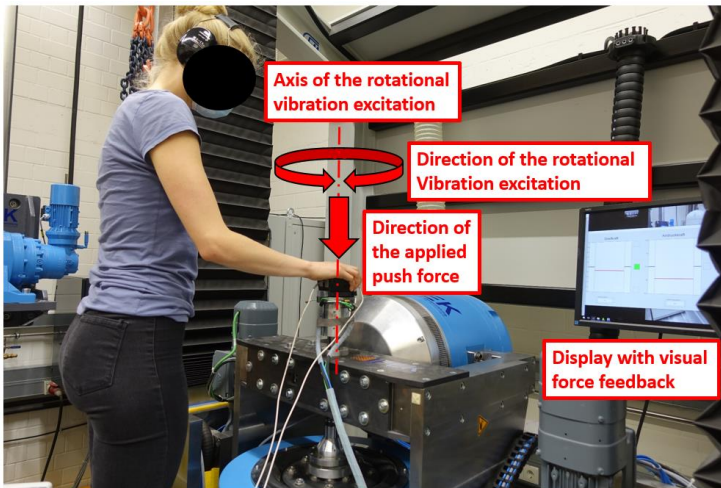 Axis of the rotational
vibration excitation
Direction of the rotational
Vibration excitation
Direction of
the applied
push force
Display with visual
force feedback